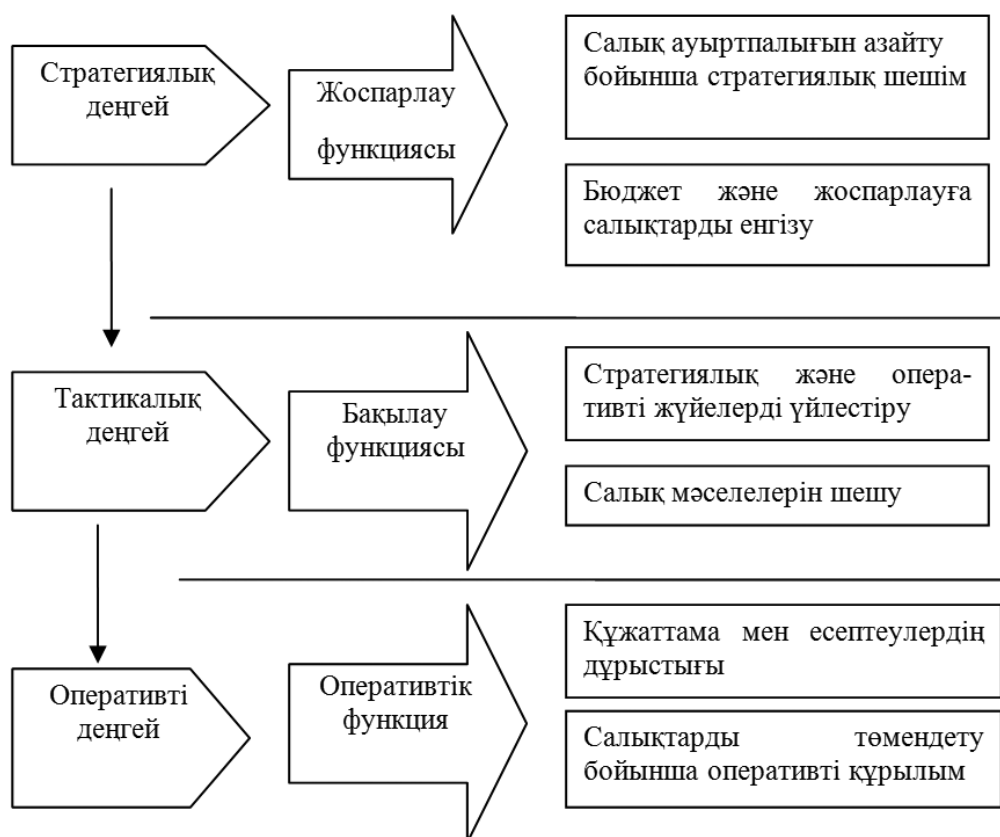 Стратегиялық
деңгей
Жоспарлау
функциясы
Салық ауыртпалығын азайту
бойынша стратегиялық шешім
Бюджет және жоспарлауға
салықтарды енгізу
Тактикалық
деңгей
Бақылау
функциясы
Стратегиялық және опера-
тивті жүйелерді үйлестіру
Салық мәселелерін шешу
Оперативті
деңгей
Оперативтік
функция
Құжаттама мен есептеулердің
дұрыстығы
Салықтарды төмендету
бойынша оперативті құрылым